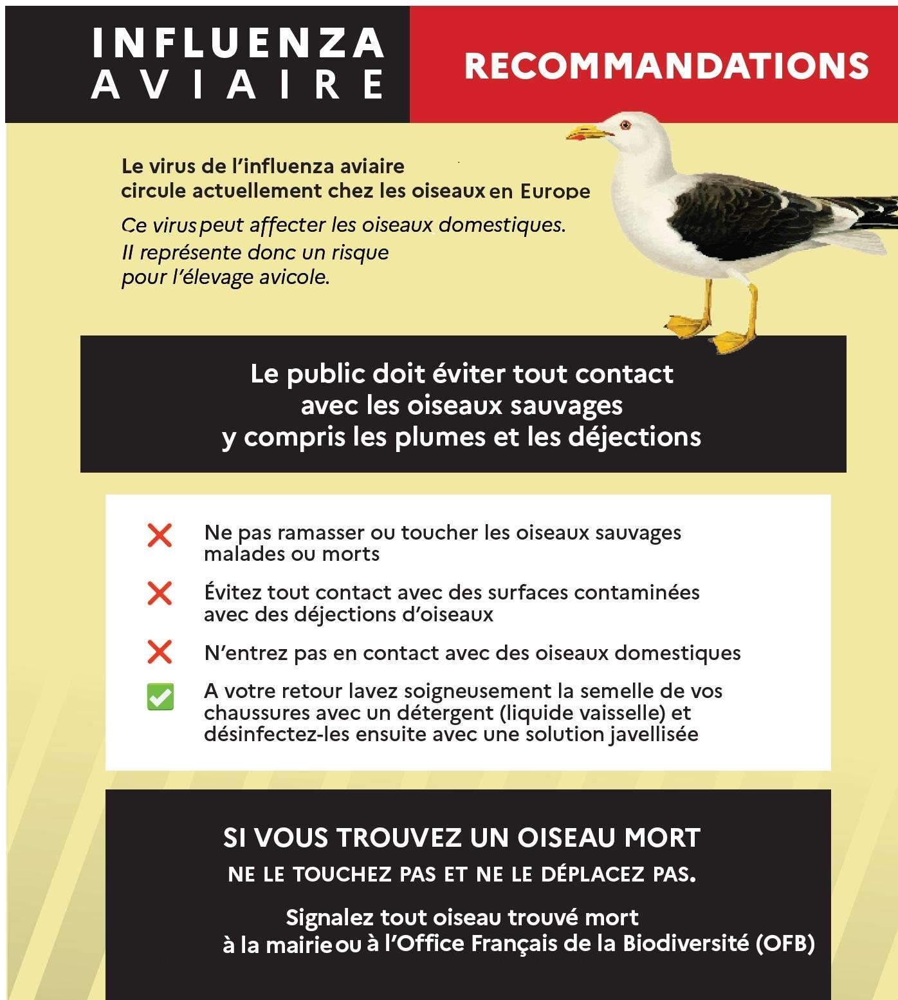 INFLUENZA
AVIAIRE
RECOMMANDATIONS
Le virus de l’influenza aviaire
circule actuellement chez les oiseaux en Europe
Ce virus peut affecter les oiseaux domestiques.
Il représente donc un risque
pour l’élevage avicole.
Le public doit éviter tout contact
avec les oiseaux sauvages
y compris les plumes et les déjections
Ne pas ramasser ou toucher les oiseaux sauvages
malades ou morts
Évitez tout contact avec des surfaces contaminées
avec des déjections d’oiseaux
N’entrez pas en contact avec des oiseaux domestiques
A votre retour lavez soigneusement la semelle de vos
chaussures avec un détergent (liquide vaisselle) et
désinfectez-les ensuite avec une solution javellisée
SI VOUS TROUVEZ UN OISEAU MORT
NE LE TOUCHEZ PAS ET NE LE DÉPLACEZ PAS.
Signalez tout oiseau trouvé mort
à la mairie ou à l’Office Français de la Biodiversité (OFB)